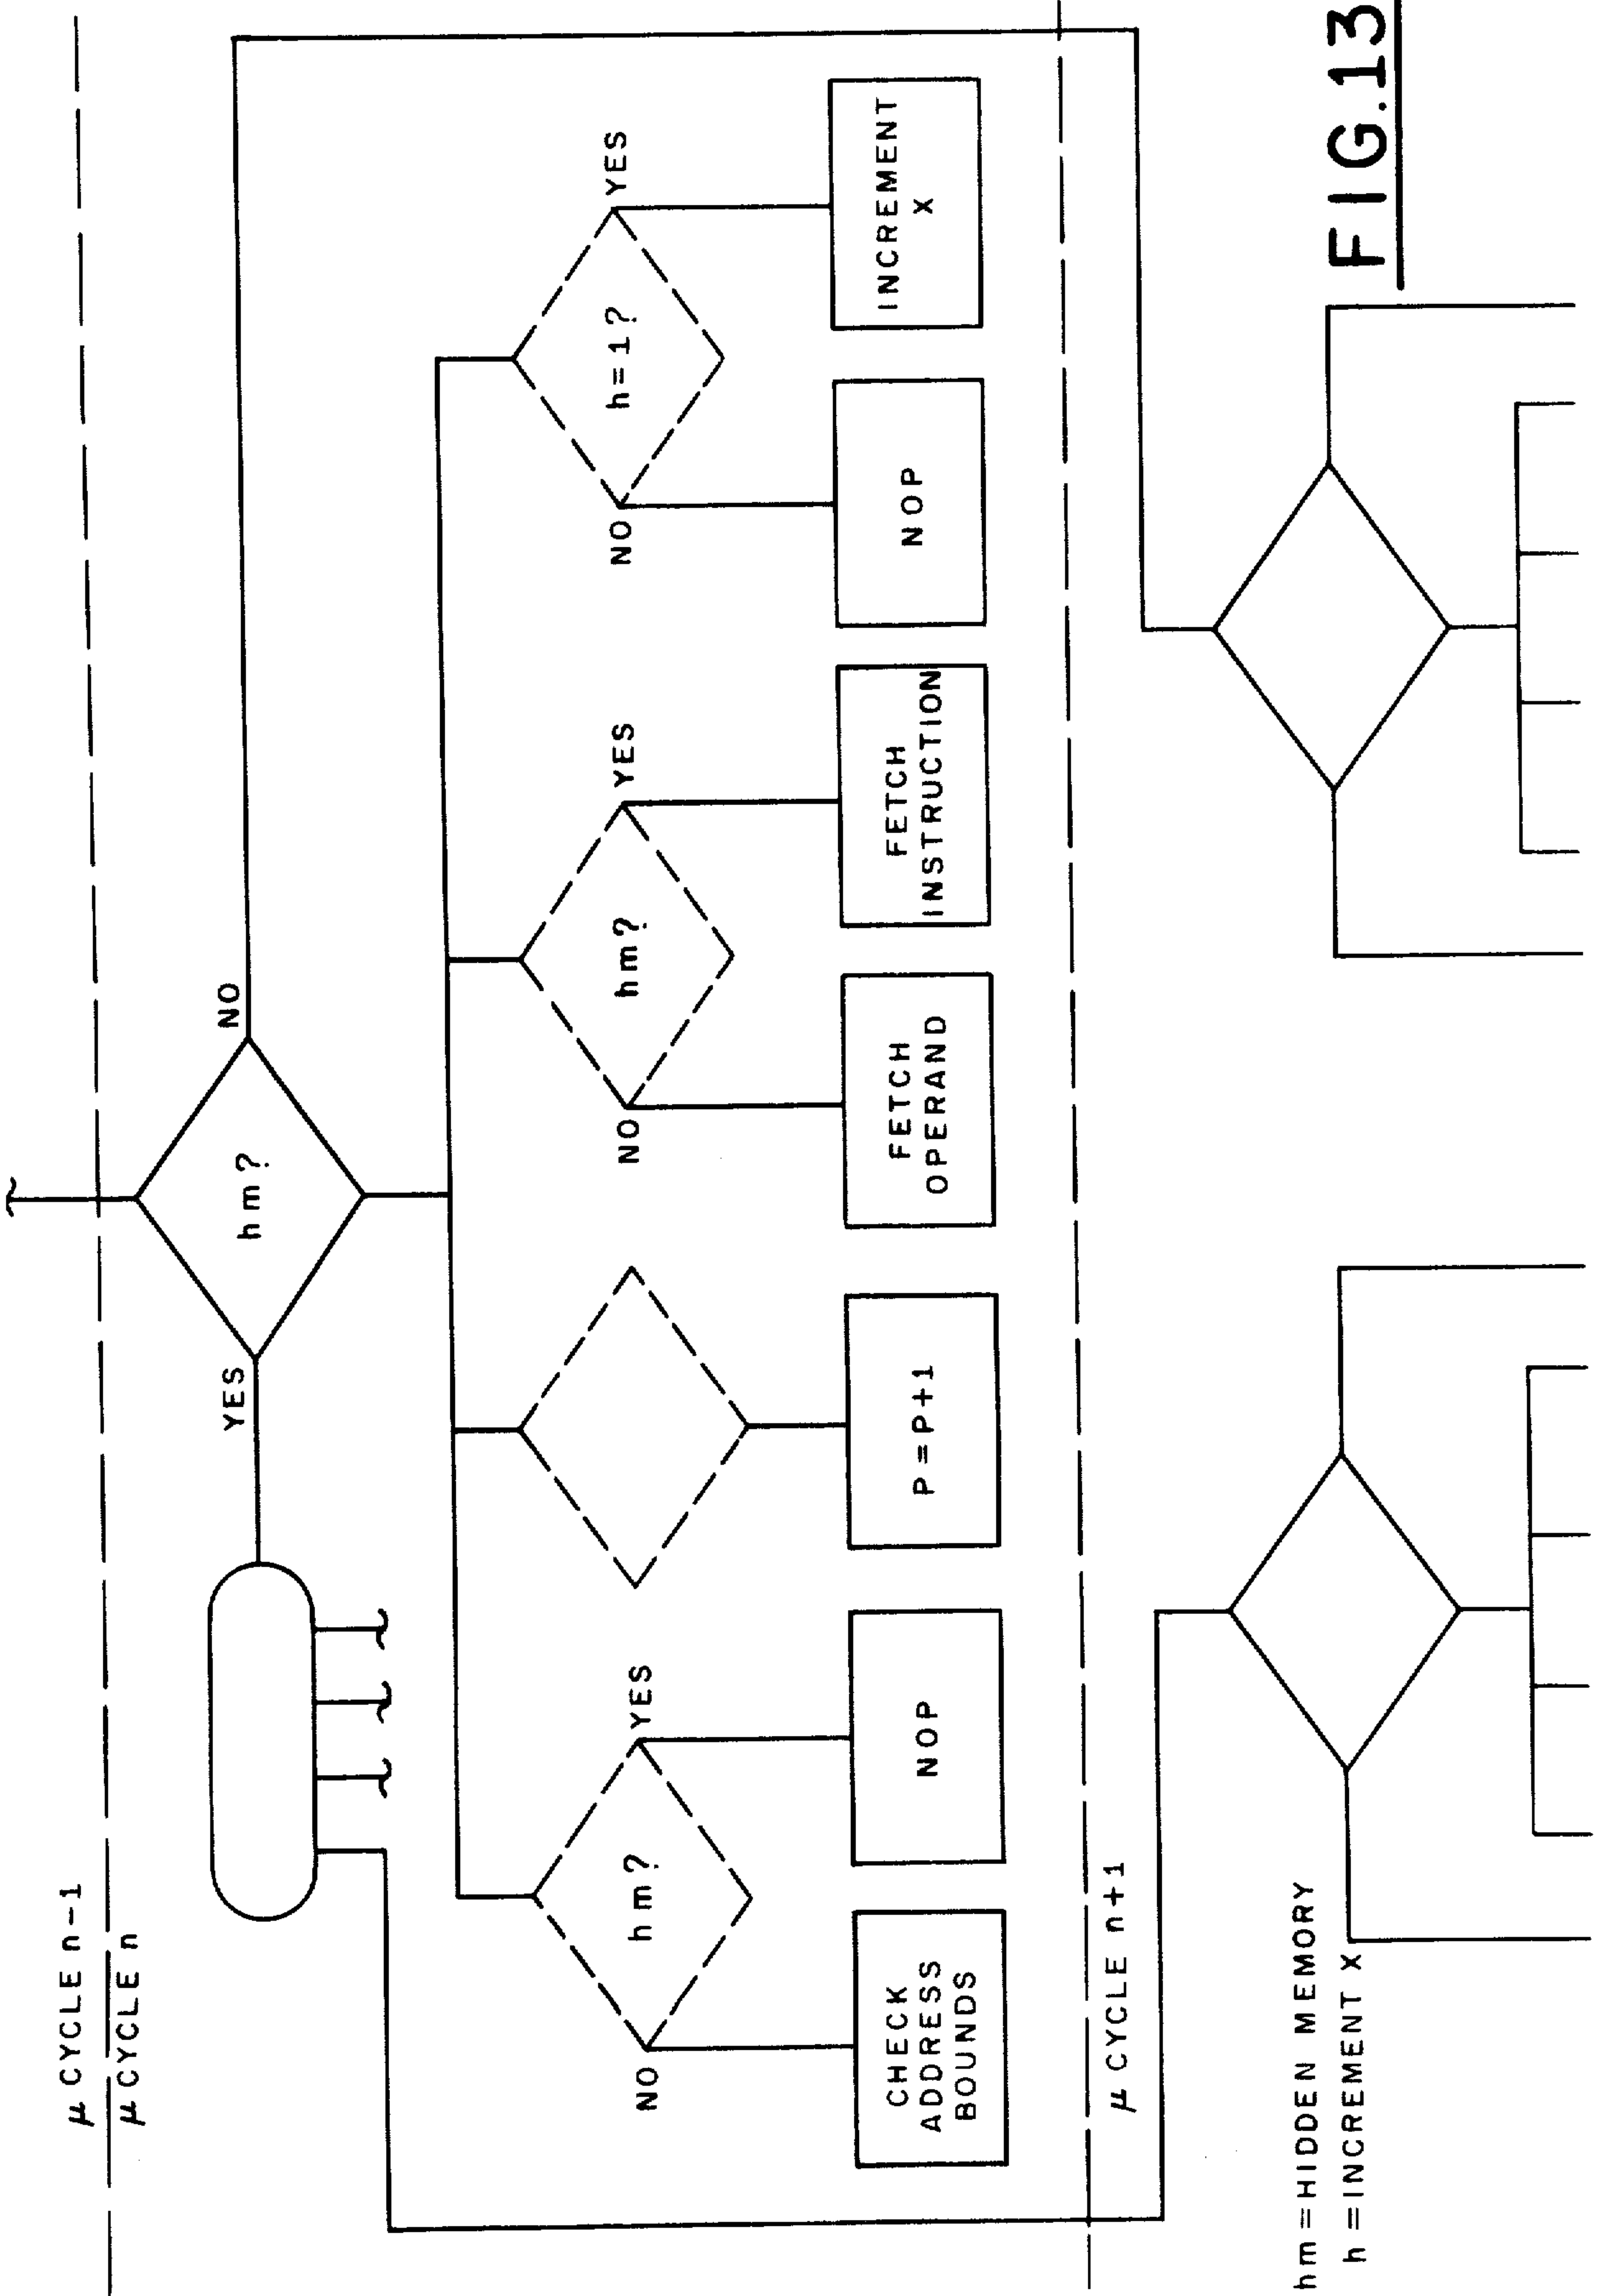 μ CYCLE n-1
μ CYCLE n
YES
hm?
NO
hm?
NO
YES
hm?
NO
YES
h=1?
NO
YES
CHECK
ADDRESS
BOUNDS
NOP
P=P+1
FETCH
OPERAND
FETCH
INSTRUCTION
NOP
INCREMENT
X
μ CYCLE n+1
hm=HIDDEN MEMORY
h=INCREMENT X
FIG.13